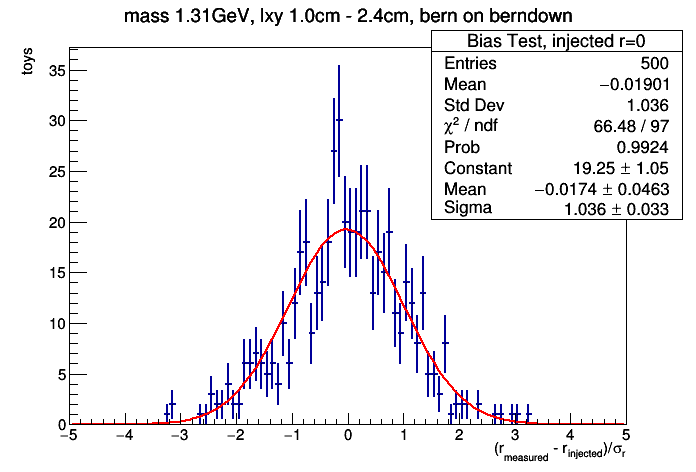 mass 1.31GeV, lxy 1.0cm - 2.4cm, bern on berndown
Bias Test, injected r=0
Entries 500
Mean −0.01901
Std Dev 1.036
χ² / ndf 66.48 / 97
Prob 0.9924
Constant 19.25 ± 1.05
Mean −0.0174 ± 0.0463
Sigma 1.036 ± 0.033
toys
35
30
25
20
15
10
5
0
−5 −4 −3 −2 −1 0 1 2 3 4 5
(r_measured - r_injected)/σ_r